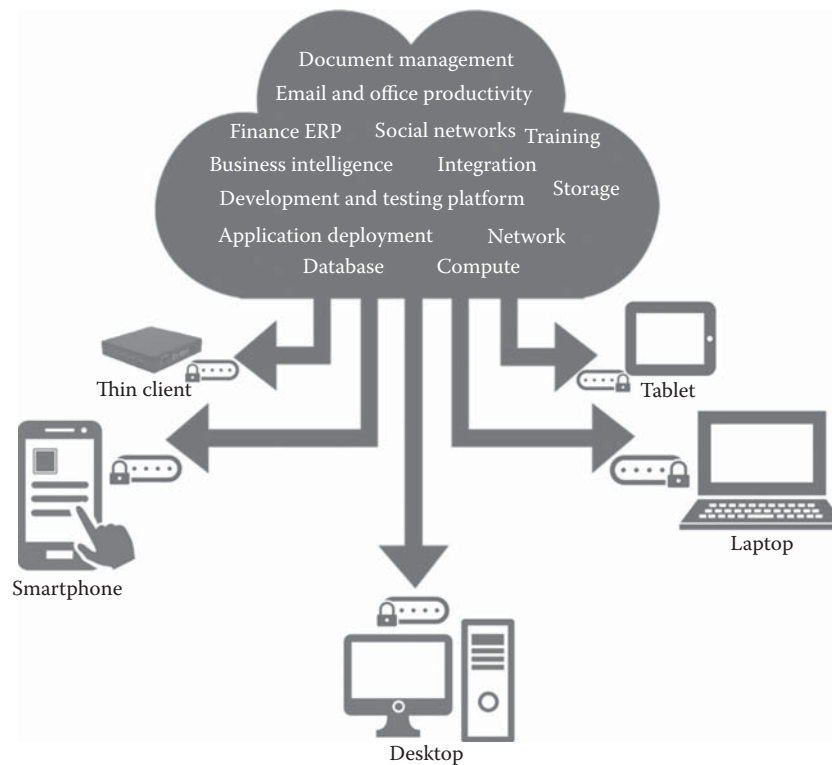 Document management
Email and office productivity
Finance ERP Social networks Training
Business intelligence Integration
Storage
Development and testing platform
Application deployment Network
Database Compute
Thin client
Tablet
Smartphone
Laptop
Desktop